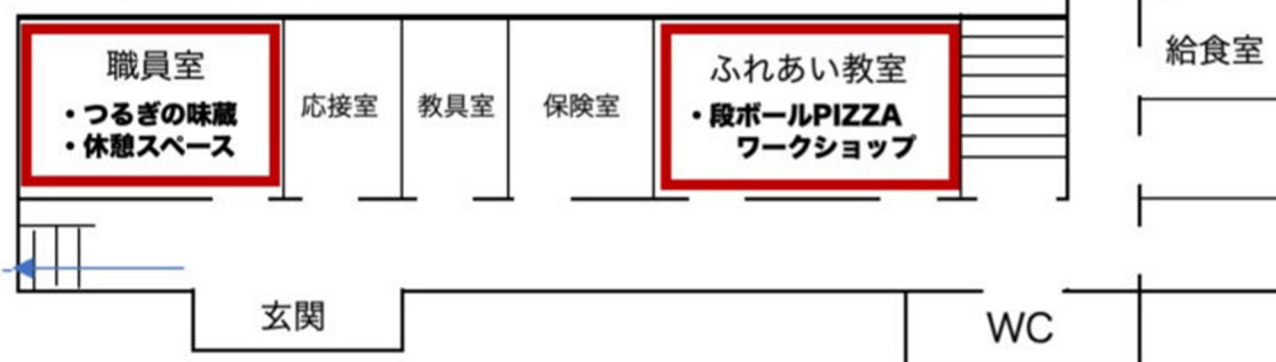 職員室
・つるぎの味蔵
・休憩スペース
応接室
教具室
保険室
ふれあい教室
・段ボールPIZZA
ワークショップ
給食室
玄関
WC